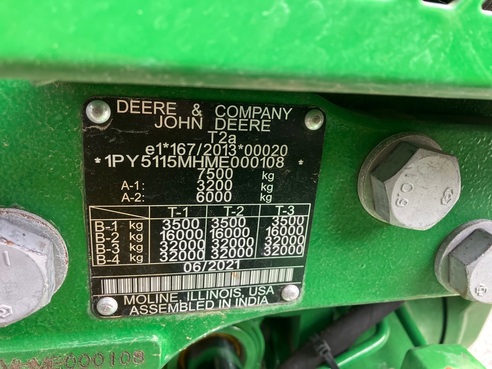 DEERE & COMPANY
JOHN DEERE
T2a
e1*167/2013*00020
*1PY5115MHME000108*
7500 kg
A-1: 3200 kg
A-2: 6000 kg
T-1 T-2 T-3
B-1 kg 3500 3500 3500
B-2 kg 16000 16000 16000
B-3 kg 32000 32000 32000
B-4 kg 32000 32000 32000
06/2021
MOLINE, ILLINOIS, USA
ASSEMBLED IN INDIA
HME000108